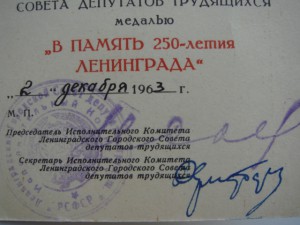 СОВЕТА ДЕПУТАТОВ ТРУДЯЩИХСЯ
медалью
„В ПАМЯТЬ 250-летия
ЛЕНИНГРАДА“
„2“ декабря 1963 г.
М. П.
Председатель Исполнительного Комитета
Ленинградского Городского Совета
депутатов трудящихся
Секретарь Исполнительного Комитета
Ленинградского Городского Совета
депутатов трудящихся
РСФСР